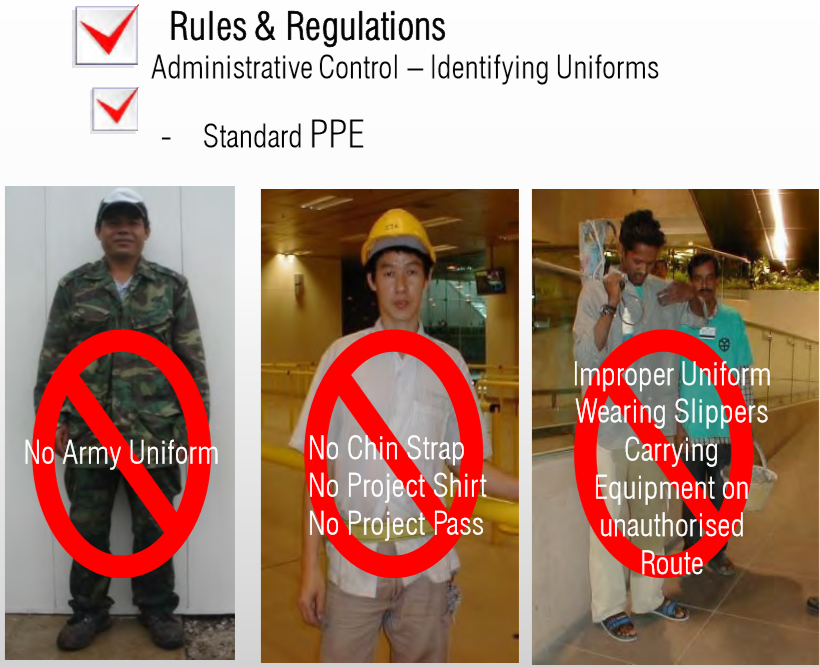 Rules & Regulations
Administrative Control – Identifying Uniforms
- Standard PPE
No Army Uniform
No Chin Strap
No Project Shirt
No Project Pass
Improper Uniform
Wearing Slippers
Carrying
Equipment on
unauthorised
Route